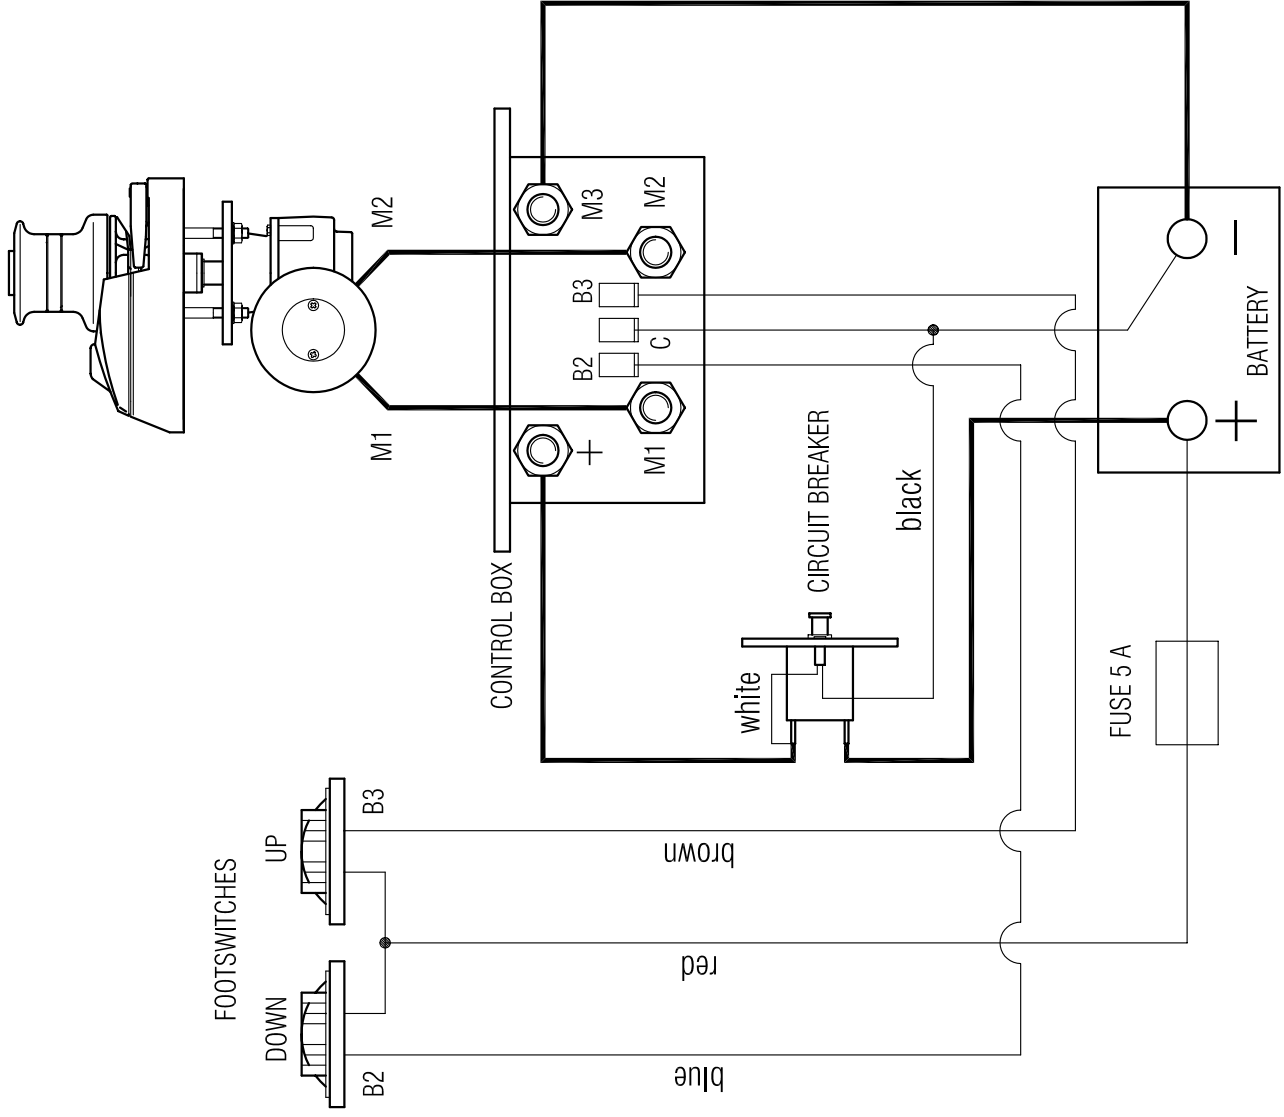 FOOTSWITCHES
DOWN
UP
B2
B3
blue
red
brown
CONTROL BOX
white
CIRCUIT BREAKER
black
FUSE 5 A
M1
M2
+
M3
M1
B2
C
B3
M2
+
−
BATTERY